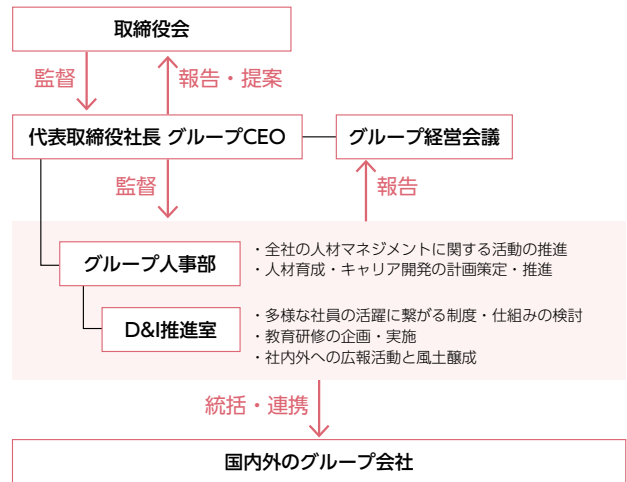 取締役会
監督
報告・提案
代表取締役社長 グループCEO
グループ経営会議
監督
報告
グループ人事部
・全社の人材マネジメントに関する活動の推進
・人材育成・キャリア開発の計画策定・推進
D&I推進室
・多様な社員の活躍に繋がる制度・仕組みの検討
・教育研修の企画・実施
・社内外への広報活動と風土醸成
統括・連携
国内外のグループ会社